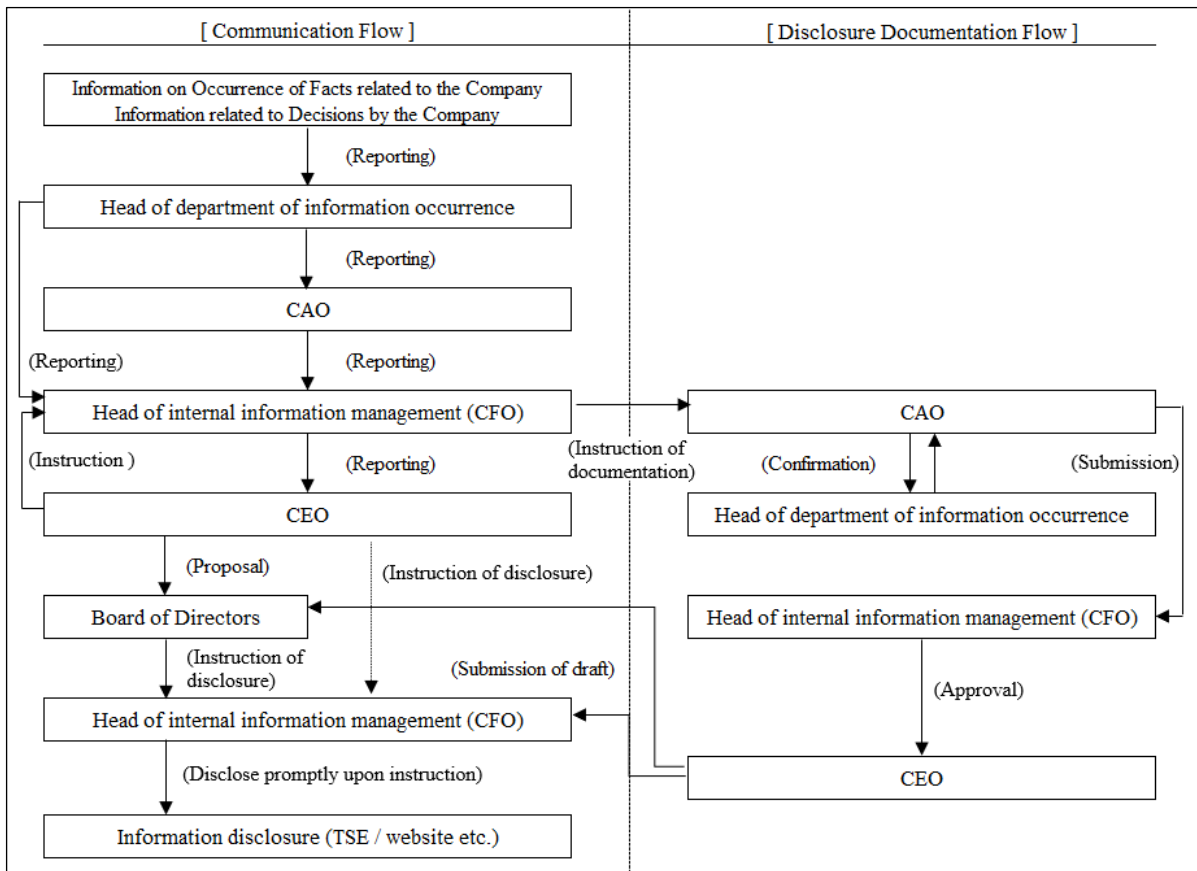 [ Communication Flow ]
[ Disclosure Documentation Flow ]
Information on Occurrence of Facts related to the Company
Information related to Decisions by the Company
(Reporting)
Head of department of information occurrence
(Reporting)
CAO
(Reporting)
(Reporting)
Head of internal information management (CFO)
CAO
(Instruction )
(Reporting)
(Instruction of
documentation)
(Confirmation)
(Submission)
CEO
Head of department of information occurrence
(Proposal)
(Instruction of disclosure)
Board of Directors
Head of internal information management (CFO)
(Instruction of
disclosure)
(Submission of draft)
(Approval)
Head of internal information management (CFO)
(Disclose promptly upon instruction)
CEO
Information disclosure (TSE / website etc.)